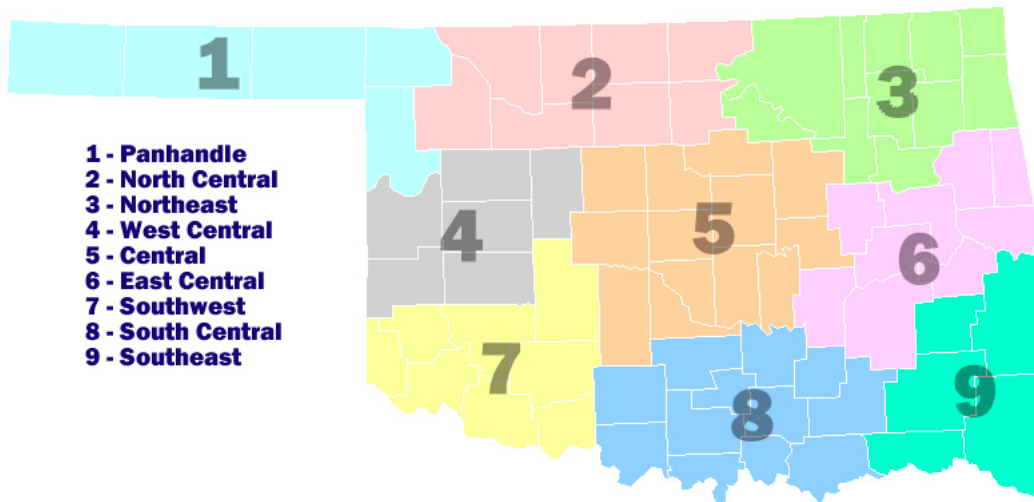 1
2
3
1 - Panhandle
2 - North Central
3 - Northeast
4 - West Central
5 - Central
6 - East Central
7 - Southwest
8 - South Central
9 - Southeast
4
5
6
7
8
9